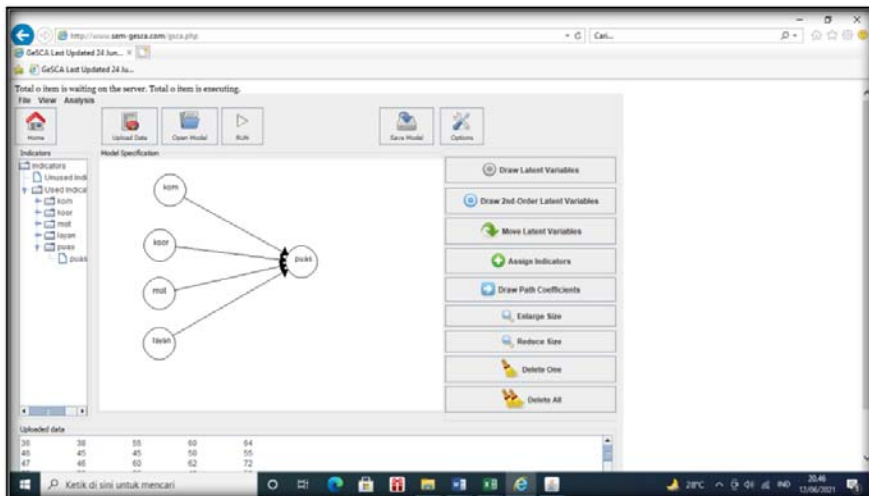 http://www.sem-gesca.com/gsca.php
Cari...
GeSCA Last Updated 24 Jun...
GeSCA Last Updated 24 Ju...
Total 0 item is waiting on the server. Total 0 item is executing.
File View Analysis
Home
Upload Data
Open Model
RUN
Save Model
Options
Indicators
Model Specification
Indicators
Unused Indi
Used Indica
kom
koor
mot
layan
puas
puas
kom
koor
mot
layan
puas
Draw Latent Variables
Draw 2nd-Order Latent Variables
Move Latent Variables
Assign Indicators
Draw Path Coefficients
Enlarge Size
Reduce Size
Delete One
Delete All
Uploaded data
38 55 60 64
45 45 50 55
47 46 60 62 72
Ketik di sini untuk mencari
28°C
IND
20.46
12/06/2021